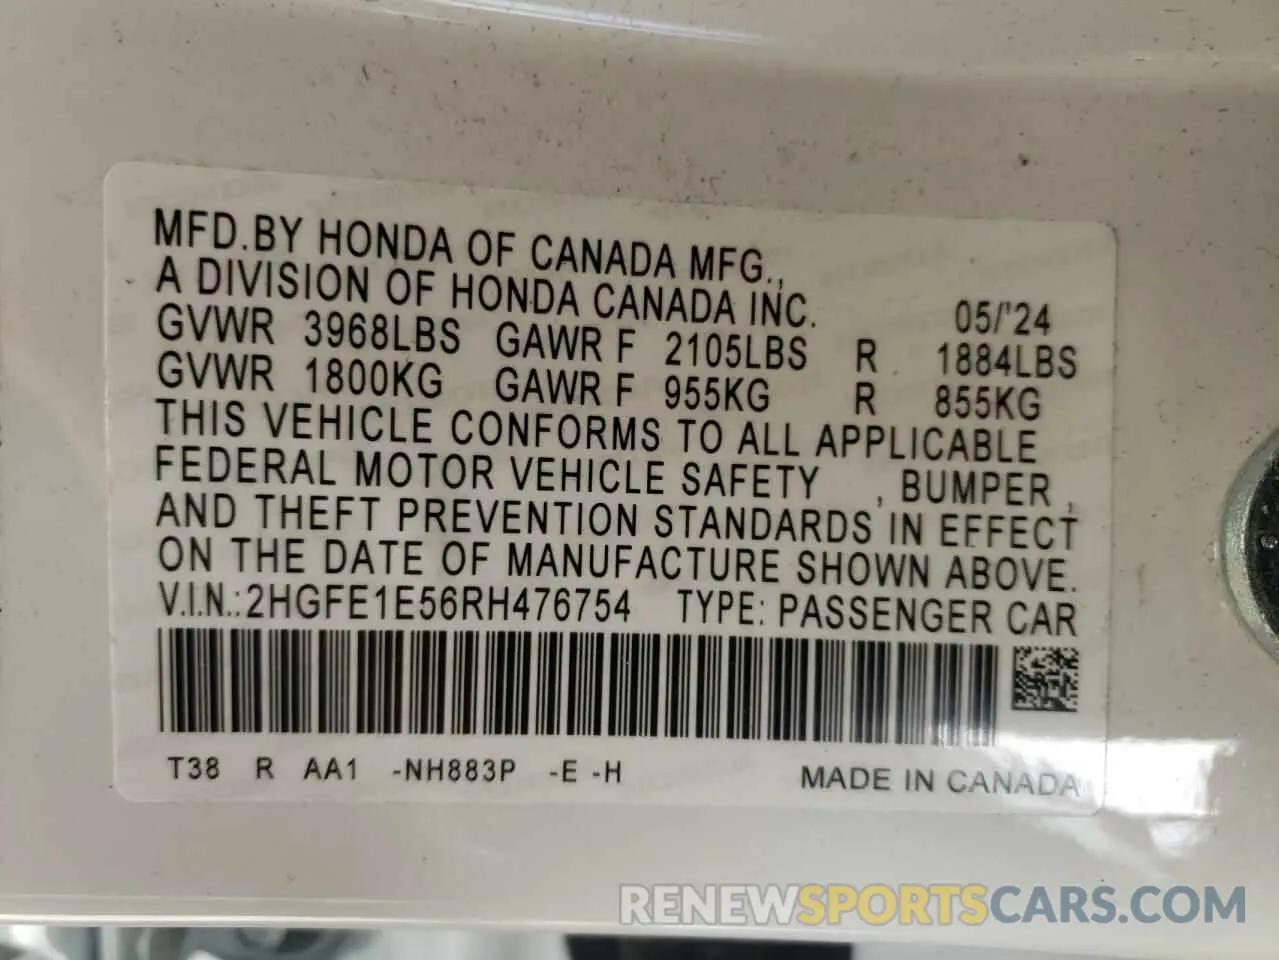 MFD.BY HONDA OF CANADA MFG.,
A DIVISION OF HONDA CANADA INC. 05/'24
GVWR 3968LBS GAWR F 2105LBS R 1884LBS
GVWR 1800KG GAWR F 955KG R 855KG
THIS VEHICLE CONFORMS TO ALL APPLICABLE
FEDERAL MOTOR VEHICLE SAFETY , BUMPER ,
AND THEFT PREVENTION STANDARDS IN EFFECT
ON THE DATE OF MANUFACTURE SHOWN ABOVE.
V.I.N.:2HGFE1E56RH476754 TYPE: PASSENGER CAR
T38 R AA1 -NH883P -E -H MADE IN CANADA
RENEWSPORTSCARS.COM